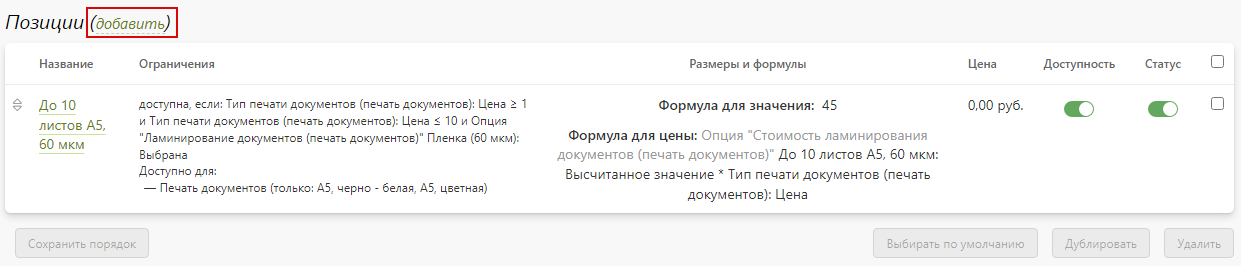 Позиции (добавить)
Название Ограничения Размеры и формулы Цена Доступность Статус
До 10
листов А5,
60 мкм
доступна, если: Тип печати документов (печать документов): Цена ≥ 1
и Тип печати документов (печать документов): Цена ≤ 10 и Опция
"Ламинирование документов (печать документов)" Пленка (60 мкм):
Выбрана
Доступно для:
— Печать документов (только: А5, черно - белая, А5, цветная)
Формула для значения: 45
Формула для цены: Опция "Стоимость ламинирования
документов (печать документов)" До 10 листов А5, 60 мкм:
Высчитанное значение * Тип печати документов (печать
документов): Цена
0,00 руб.
Сохранить порядок Выбирать по умолчанию Дублировать Удалить